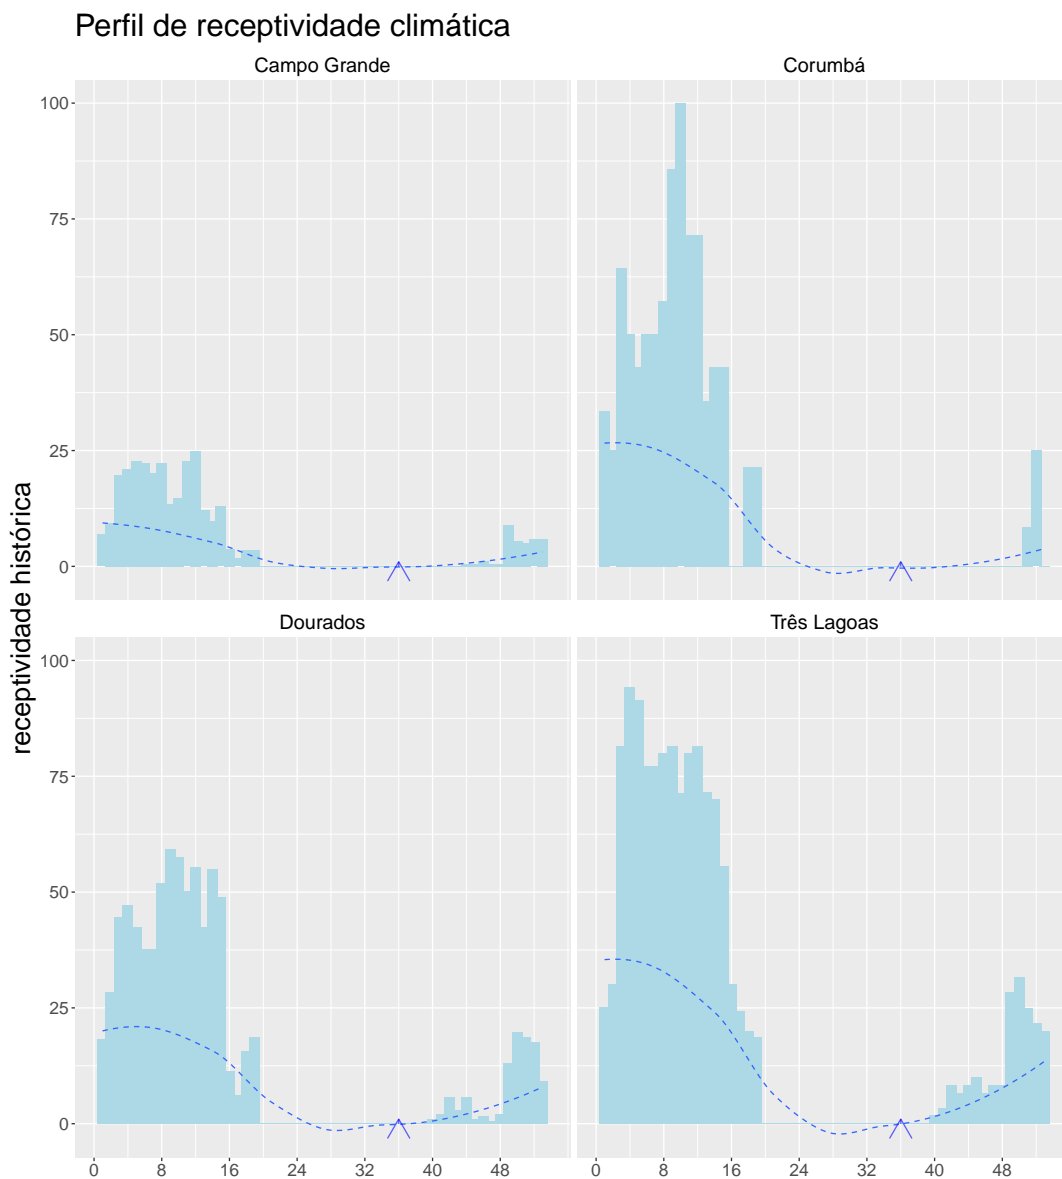 Perfil de receptividade climática
Campo Grande
Corumbá
100
75
50
25
0
receptividade histórica
Dourados
Três Lagoas
100
75
50
25
0
0 8 16 24 32 40 48
0 8 16 24 32 40 48